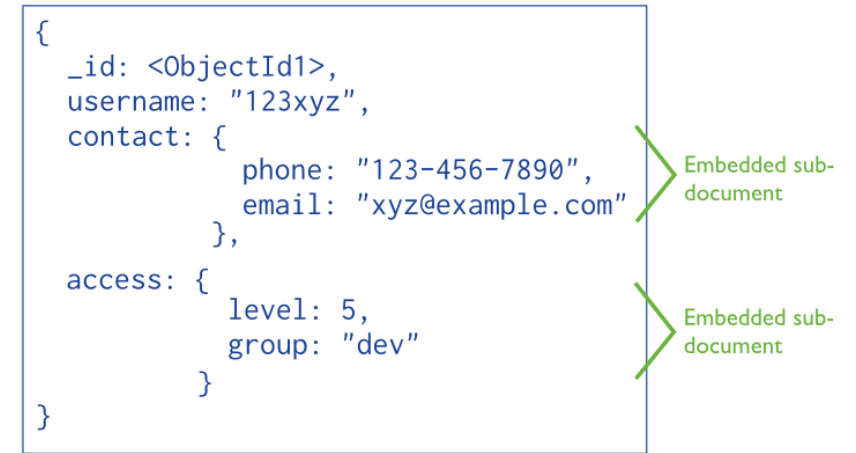 {
_id: <ObjectId1>,
username: "123xyz",
contact: {
phone: "123-456-7890",
email: "xyz@example.com"
},
access: {
level: 5,
group: "dev"
}
}
Embedded sub-
document
Embedded sub-
document